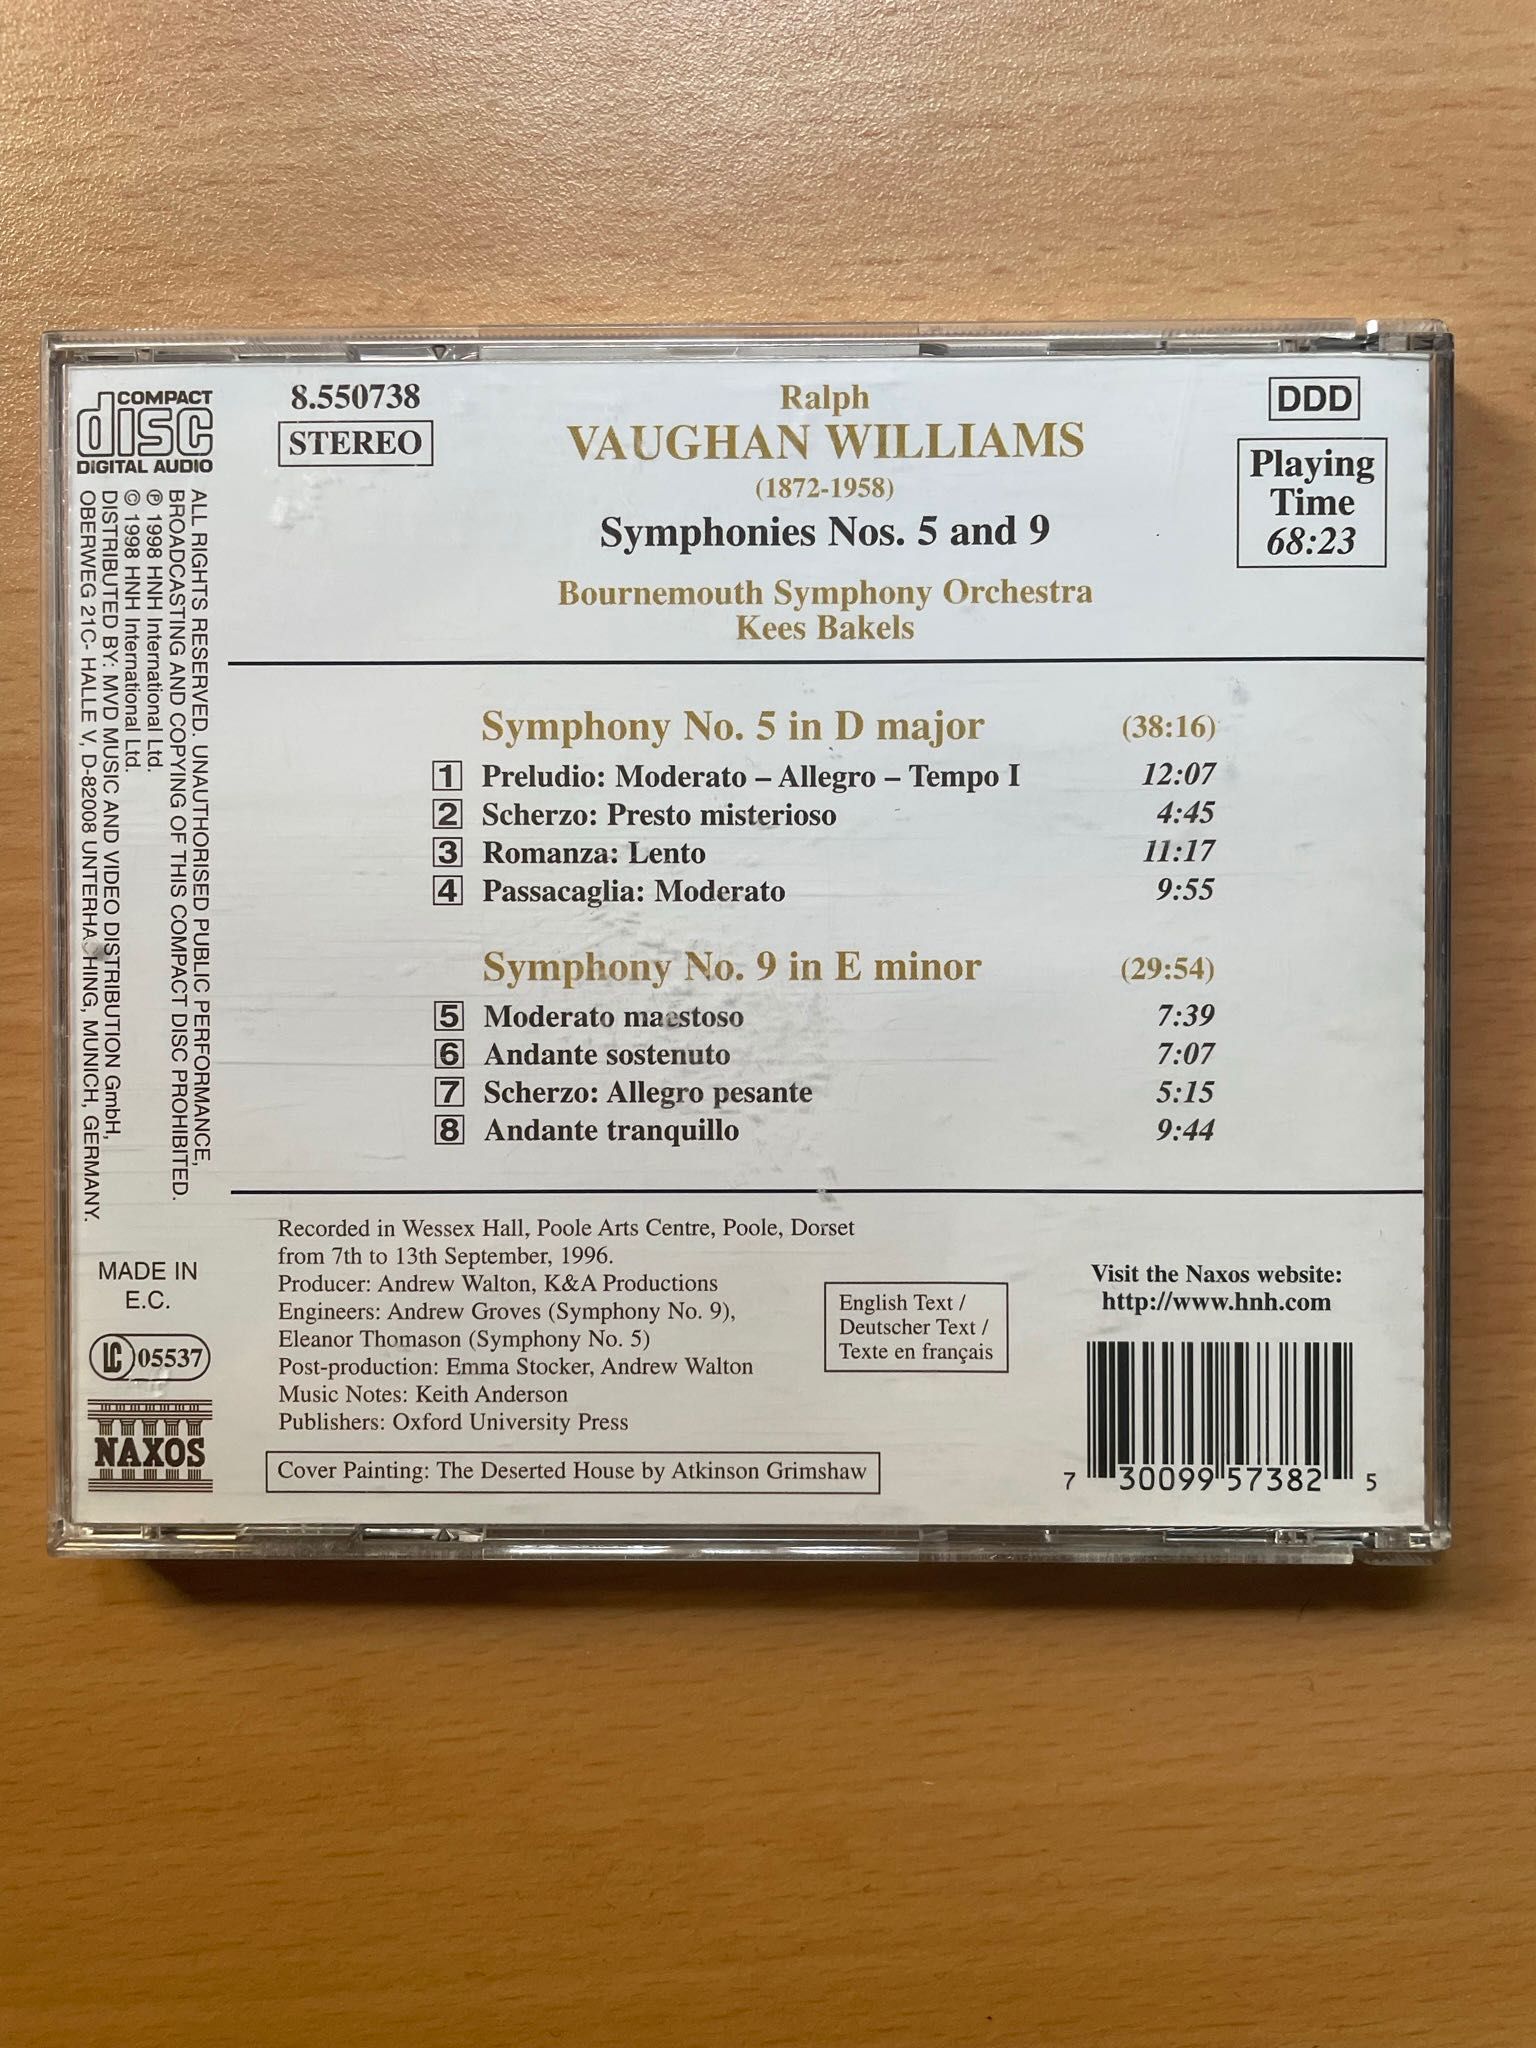 COMPACT
disc
DIGITAL AUDIO
8.550738
STEREO
Ralph
VAUGHAN WILLIAMS
(1872-1958)
Symphonies Nos. 5 and 9
Bournemouth Symphony Orchestra
Kees Bakels
DDD
Playing
Time
68:23
ALL RIGHTS RESERVED. UNAUTHORISED PUBLIC PERFORMANCE,
BROADCASTING AND COPYING OF THIS COMPACT DISC PROHIBITED.
℗ 1998 HNH International Ltd.
© 1998 HNH International Ltd.
DISTRIBUTED BY: MVD MUSIC AND VIDEO DISTRIBUTION GmbH,
OBERWEG 21C- HALLE V, D-82008 UNTERHACHING, MUNICH, GERMANY.
Symphony No. 5 in D major (38:16)
1 Preludio: Moderato – Allegro – Tempo I 12:07
2 Scherzo: Presto misterioso 4:45
3 Romanza: Lento 11:17
4 Passacaglia: Moderato 9:55
Symphony No. 9 in E minor (29:54)
5 Moderato maestoso 7:39
6 Andante sostenuto 7:07
7 Scherzo: Allegro pesante 5:15
8 Andante tranquillo 9:44
MADE IN
E.C.
LC 05537
NAXOS
Recorded in Wessex Hall, Poole Arts Centre, Poole, Dorset
from 7th to 13th September, 1996.
Producer: Andrew Walton, K&A Productions
Engineers: Andrew Groves (Symphony No. 9),
Eleanor Thomason (Symphony No. 5)
Post-production: Emma Stocker, Andrew Walton
Music Notes: Keith Anderson
Publishers: Oxford University Press
Cover Painting: The Deserted House by Atkinson Grimshaw
English Text /
Deutscher Text /
Texte en français
Visit the Naxos website:
http://www.hnh.com
7 30099 57382 5